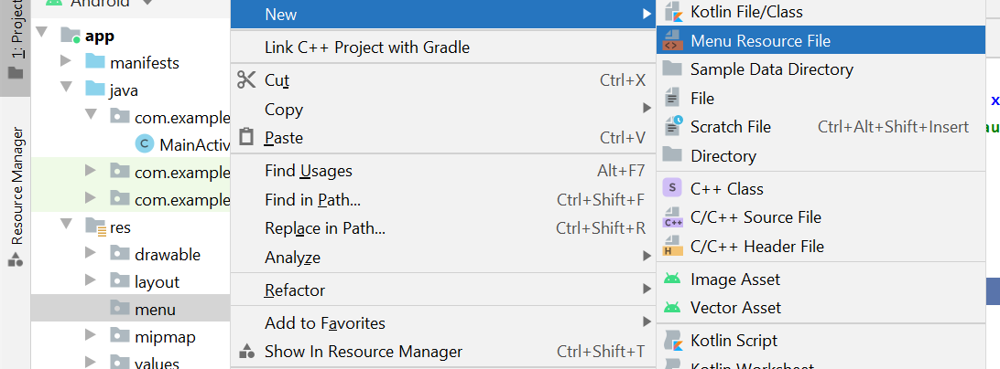 1: Project
Resource Manager
Android
app
manifests
java
com.example
MainActiv
com.example
com.example
res
drawable
layout
menu
mipmap
values
New
Link C++ Project with Gradle
Cut Ctrl+X
Copy
Paste Ctrl+V
Find Usages Alt+F7
Find in Path... Ctrl+Shift+F
Replace in Path... Ctrl+Shift+R
Analyze
Refactor
Add to Favorites
Show In Resource Manager Ctrl+Shift+T
Kotlin File/Class
Menu Resource File
Sample Data Directory
File
Scratch File Ctrl+Alt+Shift+Insert
Directory
C++ Class
C/C++ Source File
C/C++ Header File
Image Asset
Vector Asset
Kotlin Script
Kotlin Worksheet
x
au